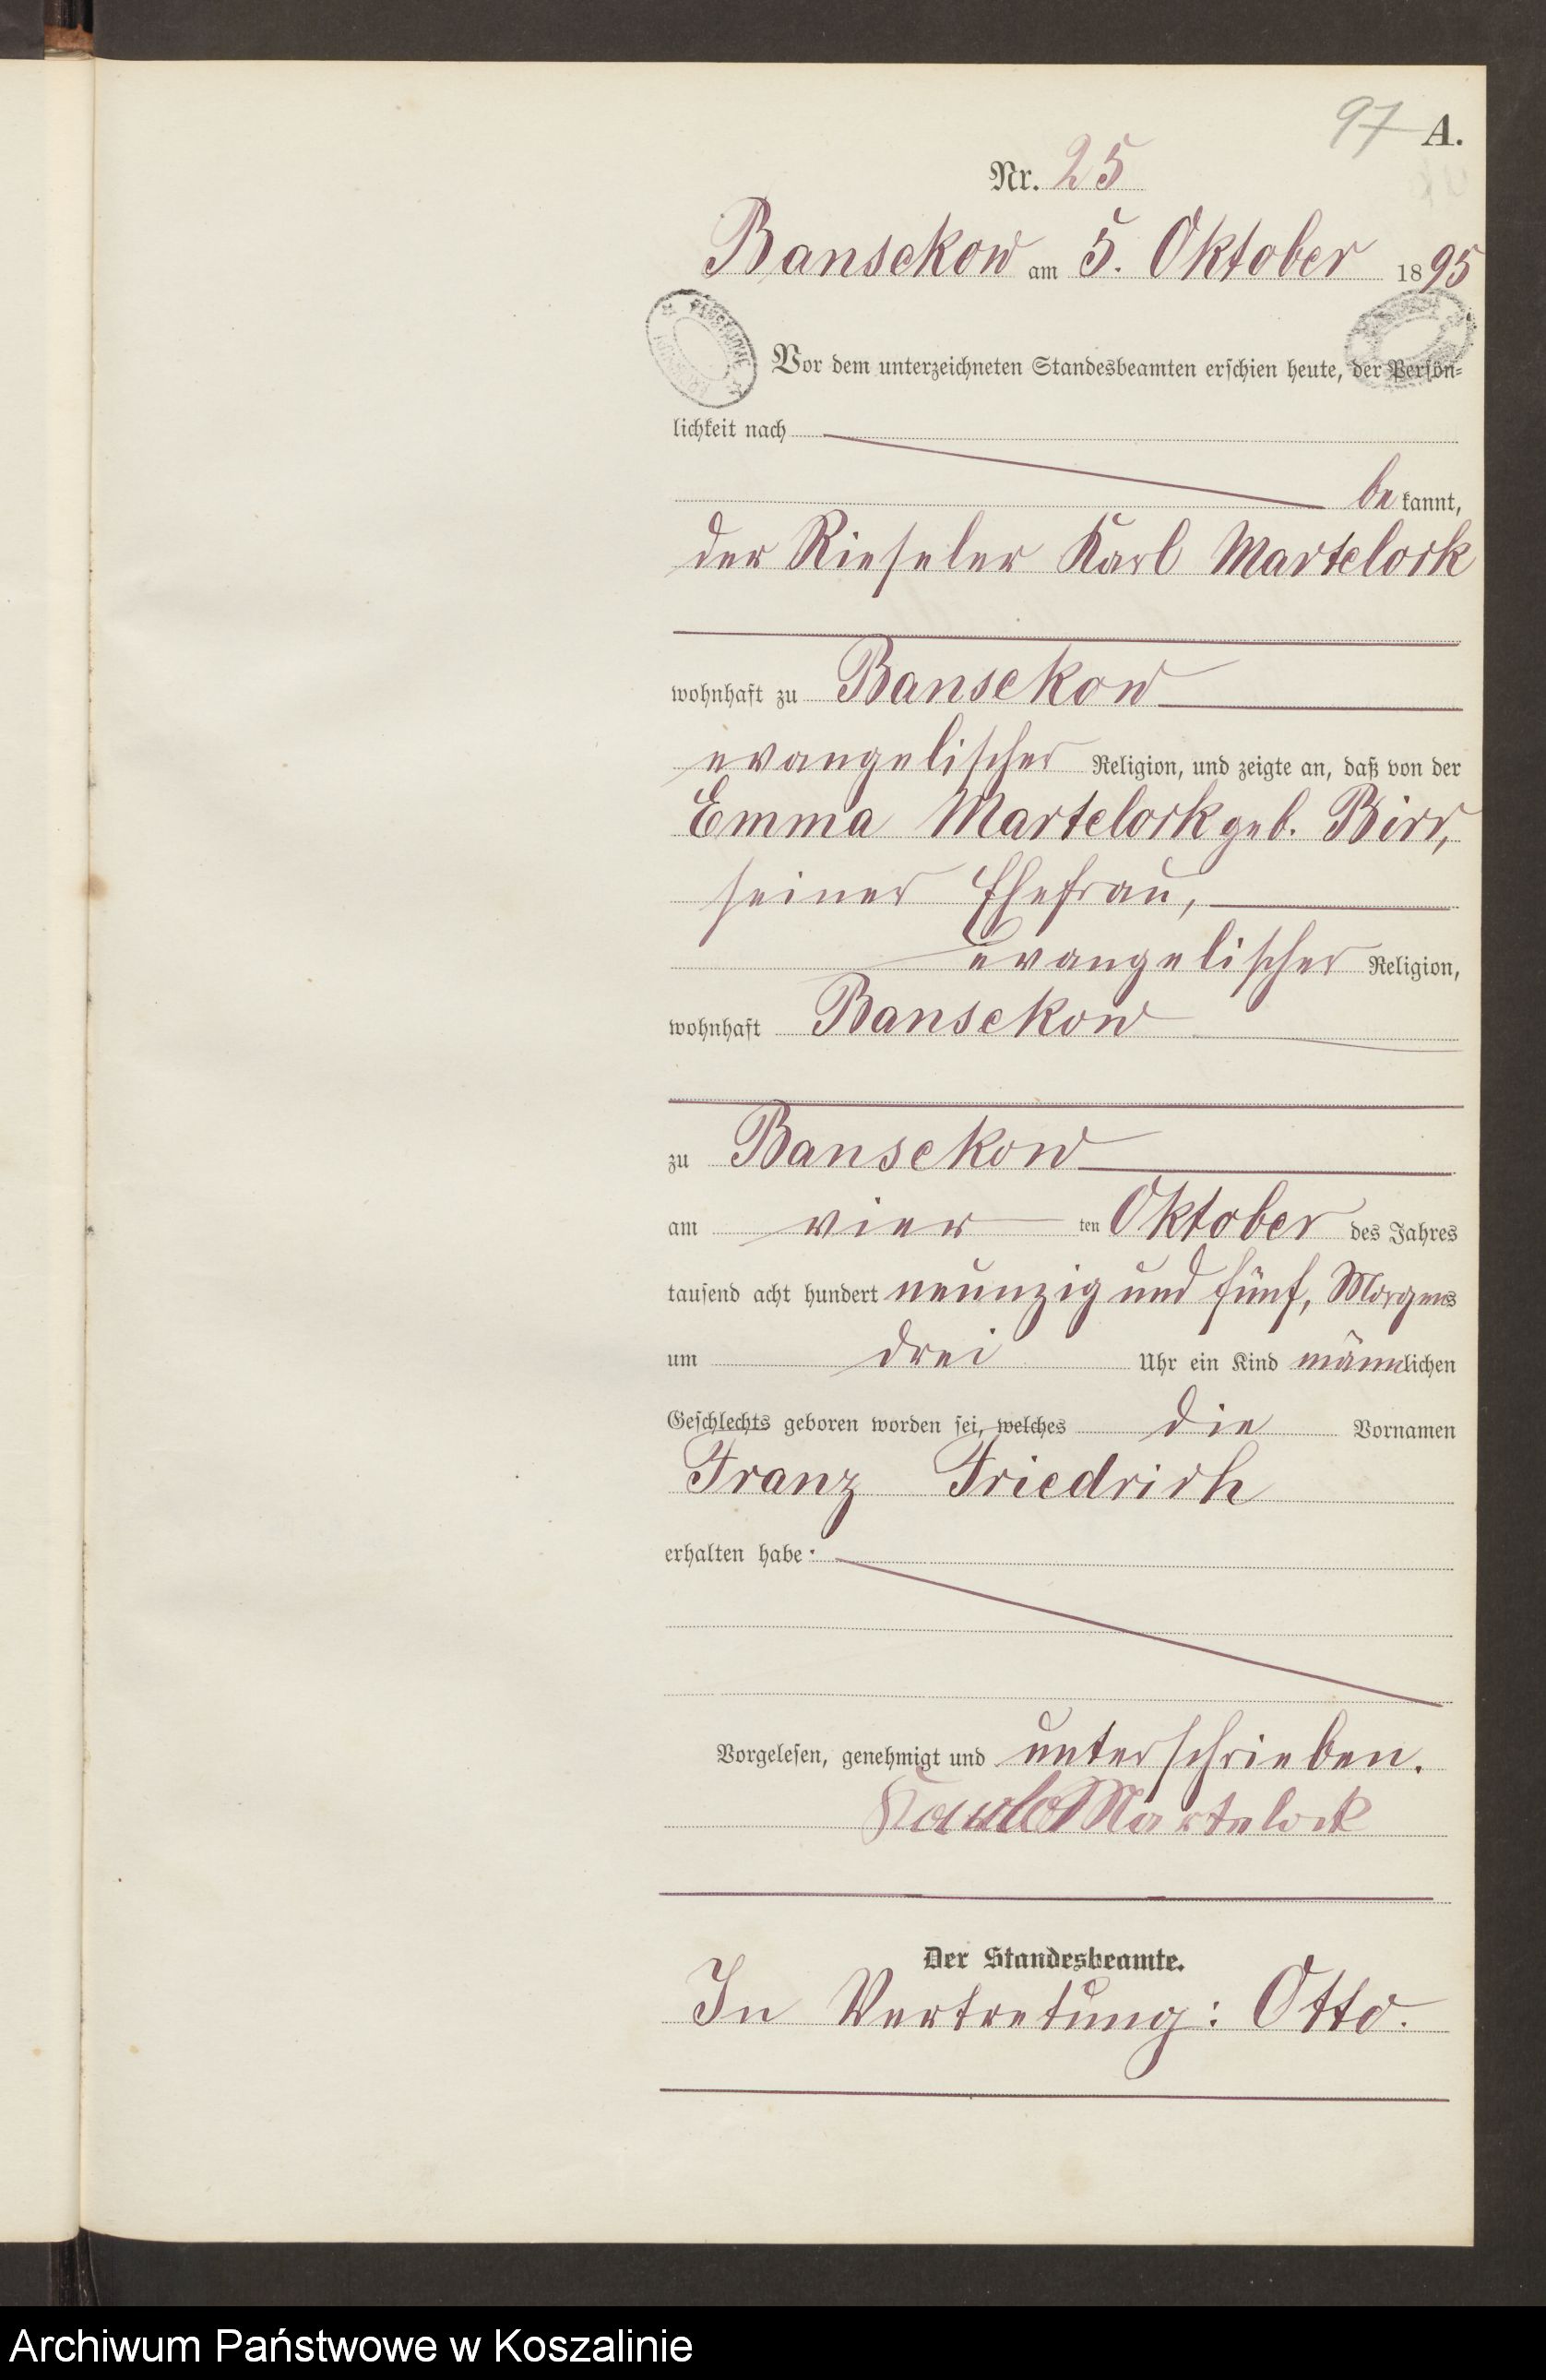 97 A.
Nr. 25
Bansekow am 5. Oktober 1895
Vor dem unterzeichneten Standesbeamten erschien heute, der Persön-
lichkeit nach
be kannt,
der Rieseler Karl Martelock
wohnhaft zu Bansekow
evangelischer Religion, und zeigte an, daß von der
Emma Martelock geb. Birr,
seiner Ehefrau,
evangelischer Religion,
wohnhaft Bansekow
zu Bansekow
am vier ten Oktober des Jahres
tausend acht hundert neunzig und fünf, Morgens
um drei Uhr ein Kind männlichen
Geschlechts geboren worden sei, welches die Vornamen
Franz Friedrich
erhalten habe.
Vorgelesen, genehmigt und unterschrieben.
Karl Martelock
Der Standesbeamte.
In Vertretung: Otto.
Archiwum Państwowe w Koszalinie